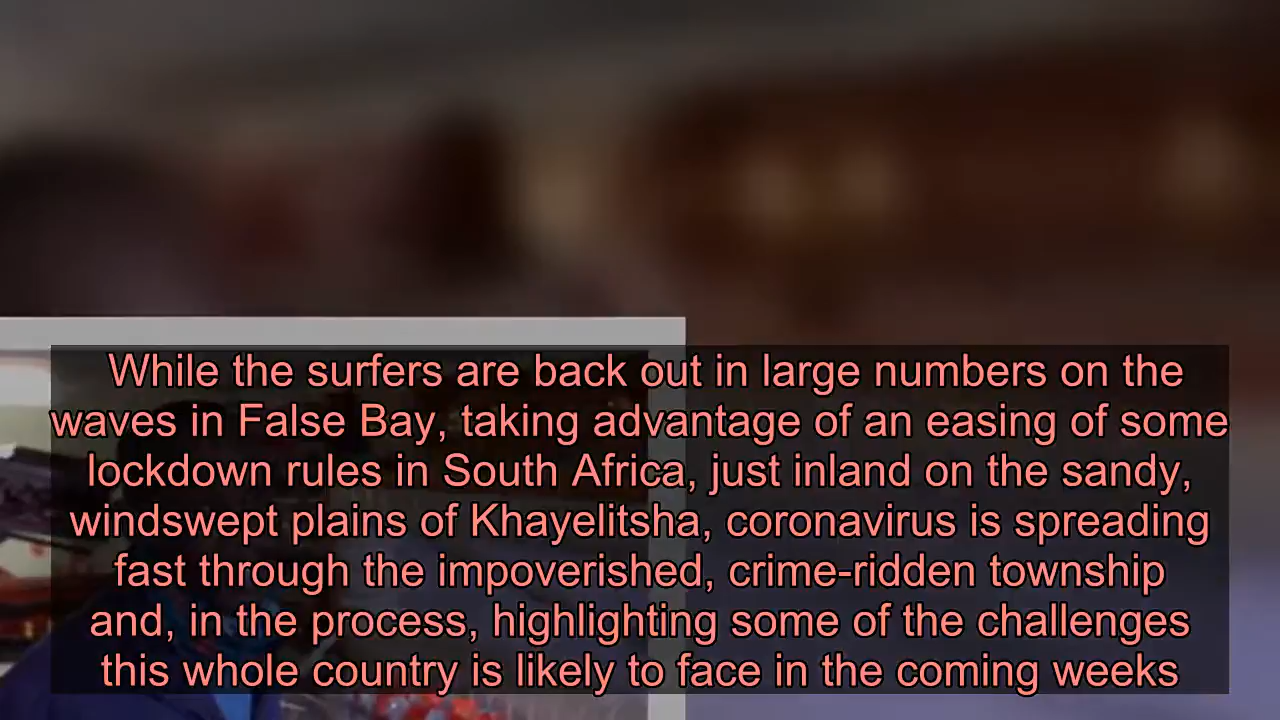 While the surfers are back out in large numbers on the
waves in False Bay, taking advantage of an easing of some
lockdown rules in South Africa, just inland on the sandy,
windswept plains of Khayelitsha, coronavirus is spreading
fast through the impoverished, crime-ridden township
and, in the process, highlighting some of the challenges
this whole country is likely to face in the coming weeks